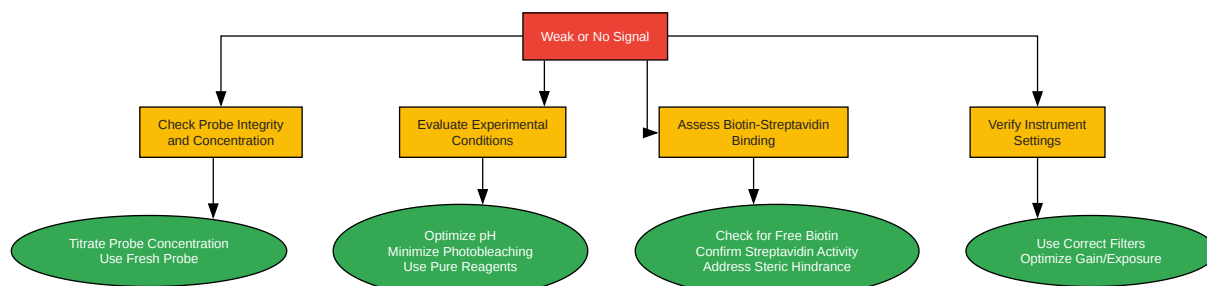 Weak or No Signal
Check Probe Integrity
and Concentration
Evaluate Experimental
Conditions
Assess Biotin-Streptavidin
Binding
Verify Instrument
Settings
Titrate Probe Concentration
Use Fresh Probe
Optimize pH
Minimize Photobleaching
Use Pure Reagents
Check for Free Biotin
Confirm Streptavidin Activity
Address Steric Hindrance
Use Correct Filters
Optimize Gain/Exposure